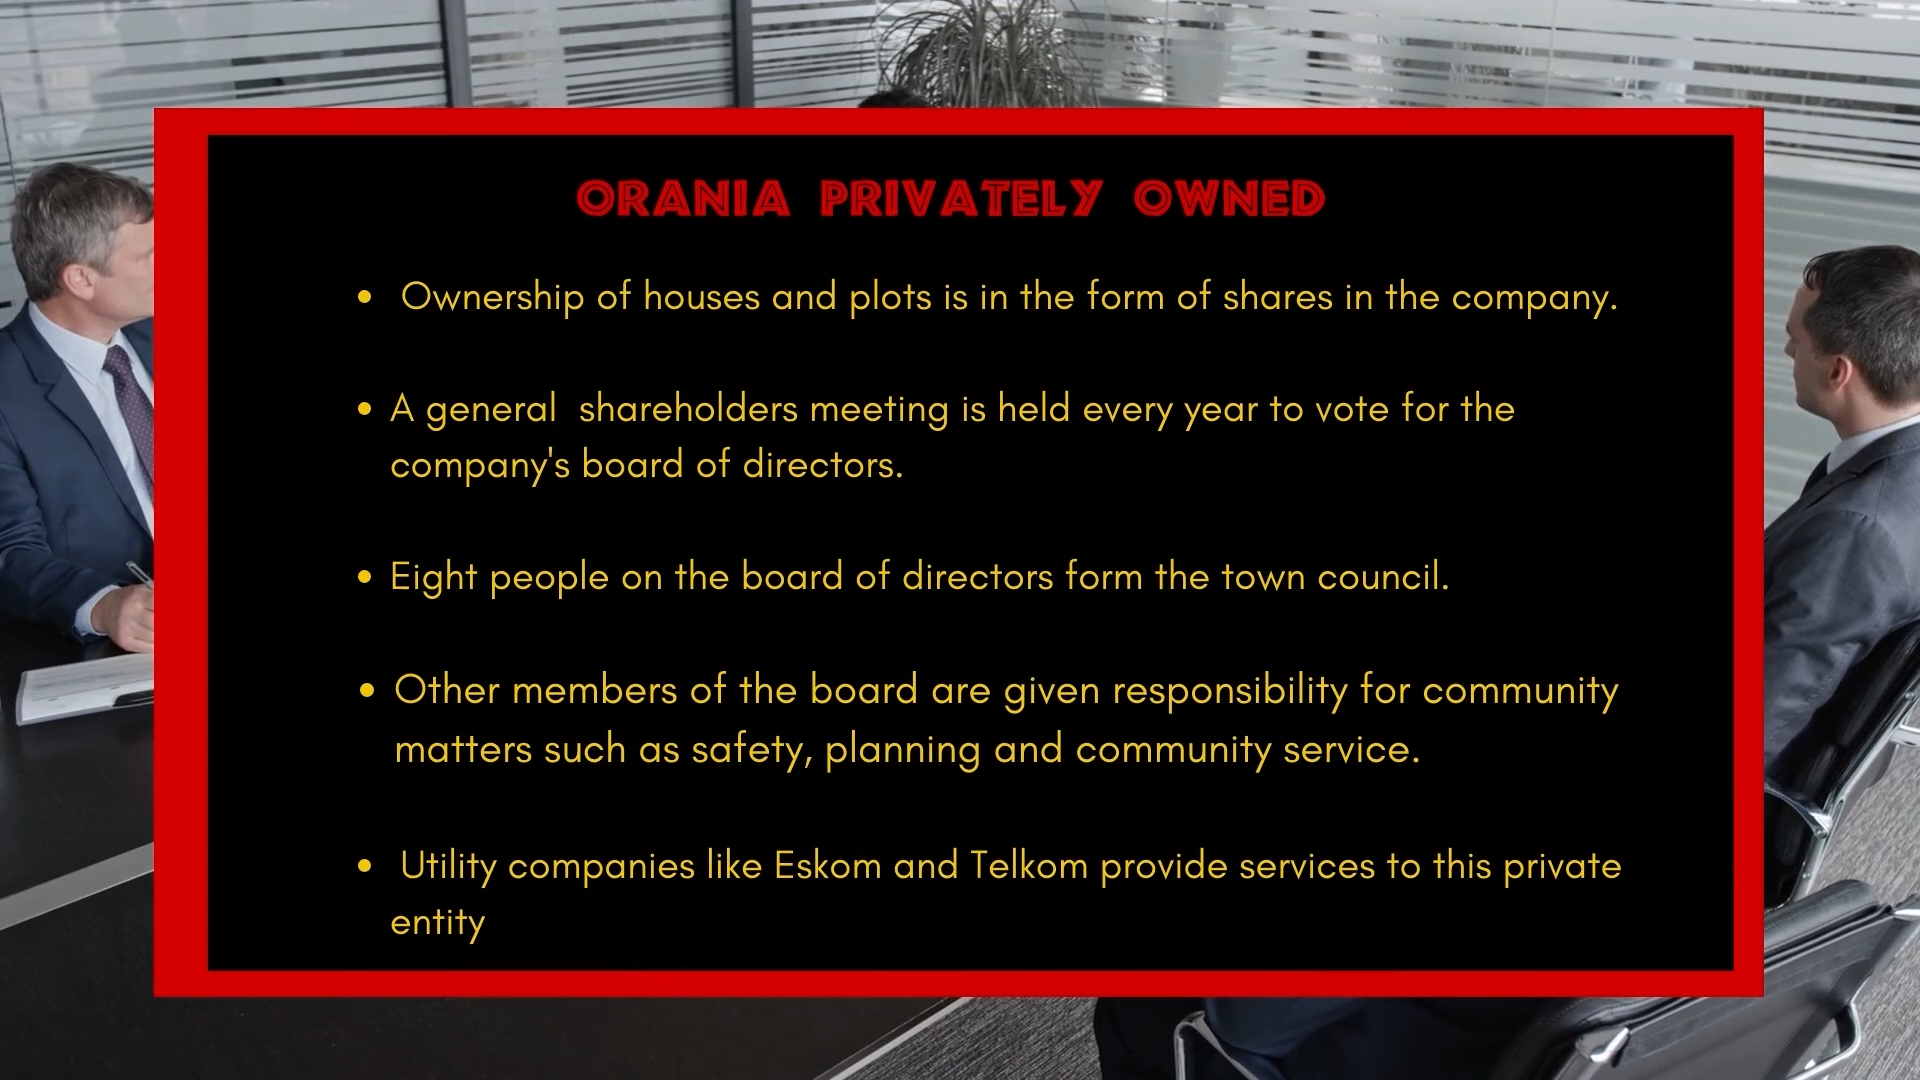 ORANIA PRIVATELY OWNED
• Ownership of houses and plots is in the form of shares in the company.
• A general shareholders meeting is held every year to vote for the
company's board of directors.
• Eight people on the board of directors form the town council.
• Other members of the board are given responsibility for community
matters such as safety, planning and community service.
• Utility companies like Eskom and Telkom provide services to this private
entity